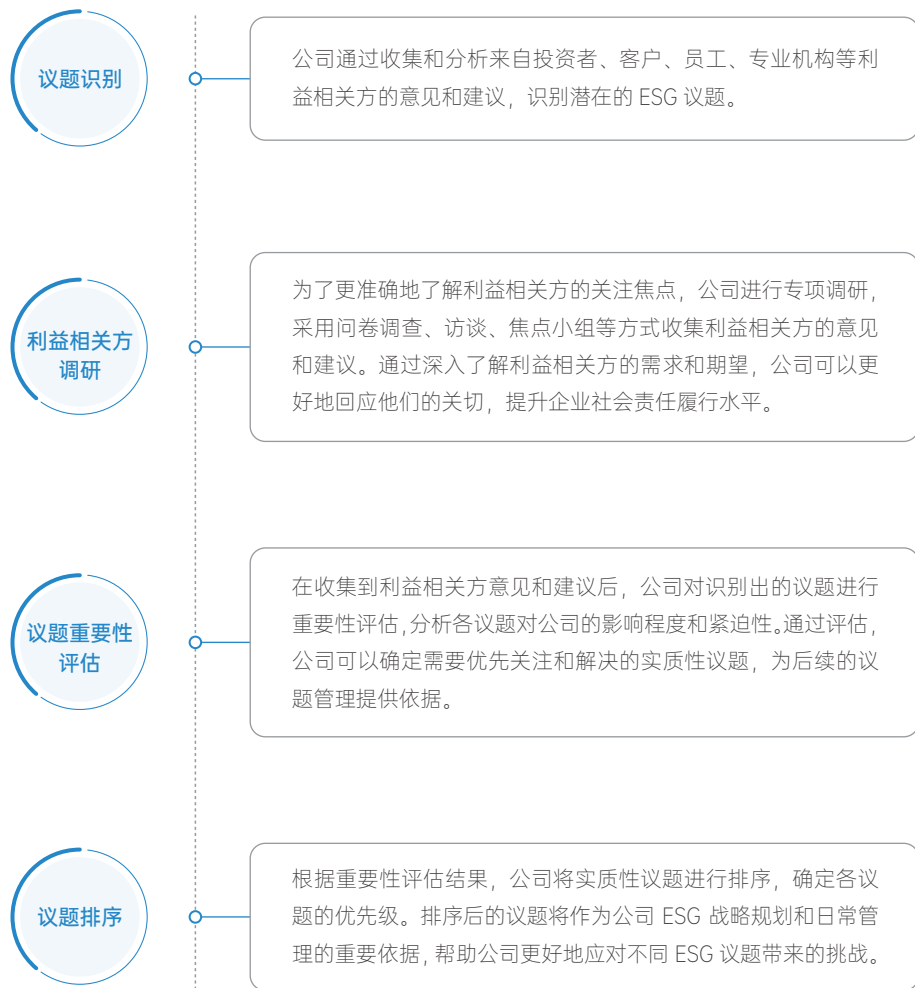 议题识别
公司通过收集和分析来自投资者、客户、员工、专业机构等利
益相关方的意见和建议，识别潜在的 ESG 议题。
利益相关方
调研
为了更准确地了解利益相关方的关注焦点，公司进行专项调研，
采用问卷调查、访谈、焦点小组等方式收集利益相关方的意见
和建议。通过深入了解利益相关方的需求和期望，公司可以更
好地回应他们的关切，提升企业社会责任履行水平。
议题重要性
评估
在收集到利益相关方意见和建议后，公司对识别出的议题进行
重要性评估，分析各议题对公司的影响程度和紧迫性。通过评估，
公司可以确定需要优先关注和解决的实质性议题，为后续的议
题管理提供依据。
议题排序
根据重要性评估结果，公司将实质性议题进行排序，确定各议
题的优先级。排序后的议题将作为公司 ESG 战略规划和日常管
理的重要依据，帮助公司更好地应对不同 ESG 议题带来的挑战。